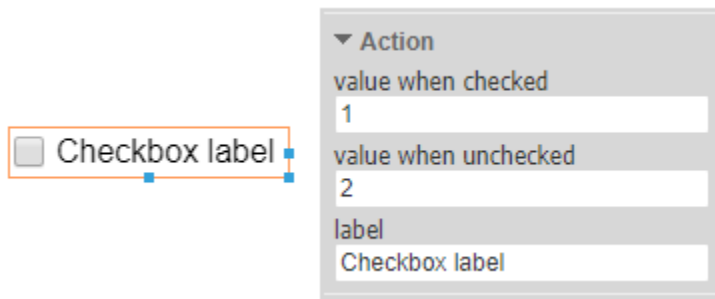 Checkbox label
Action
value when checked
1
value when unchecked
2
label
Checkbox label